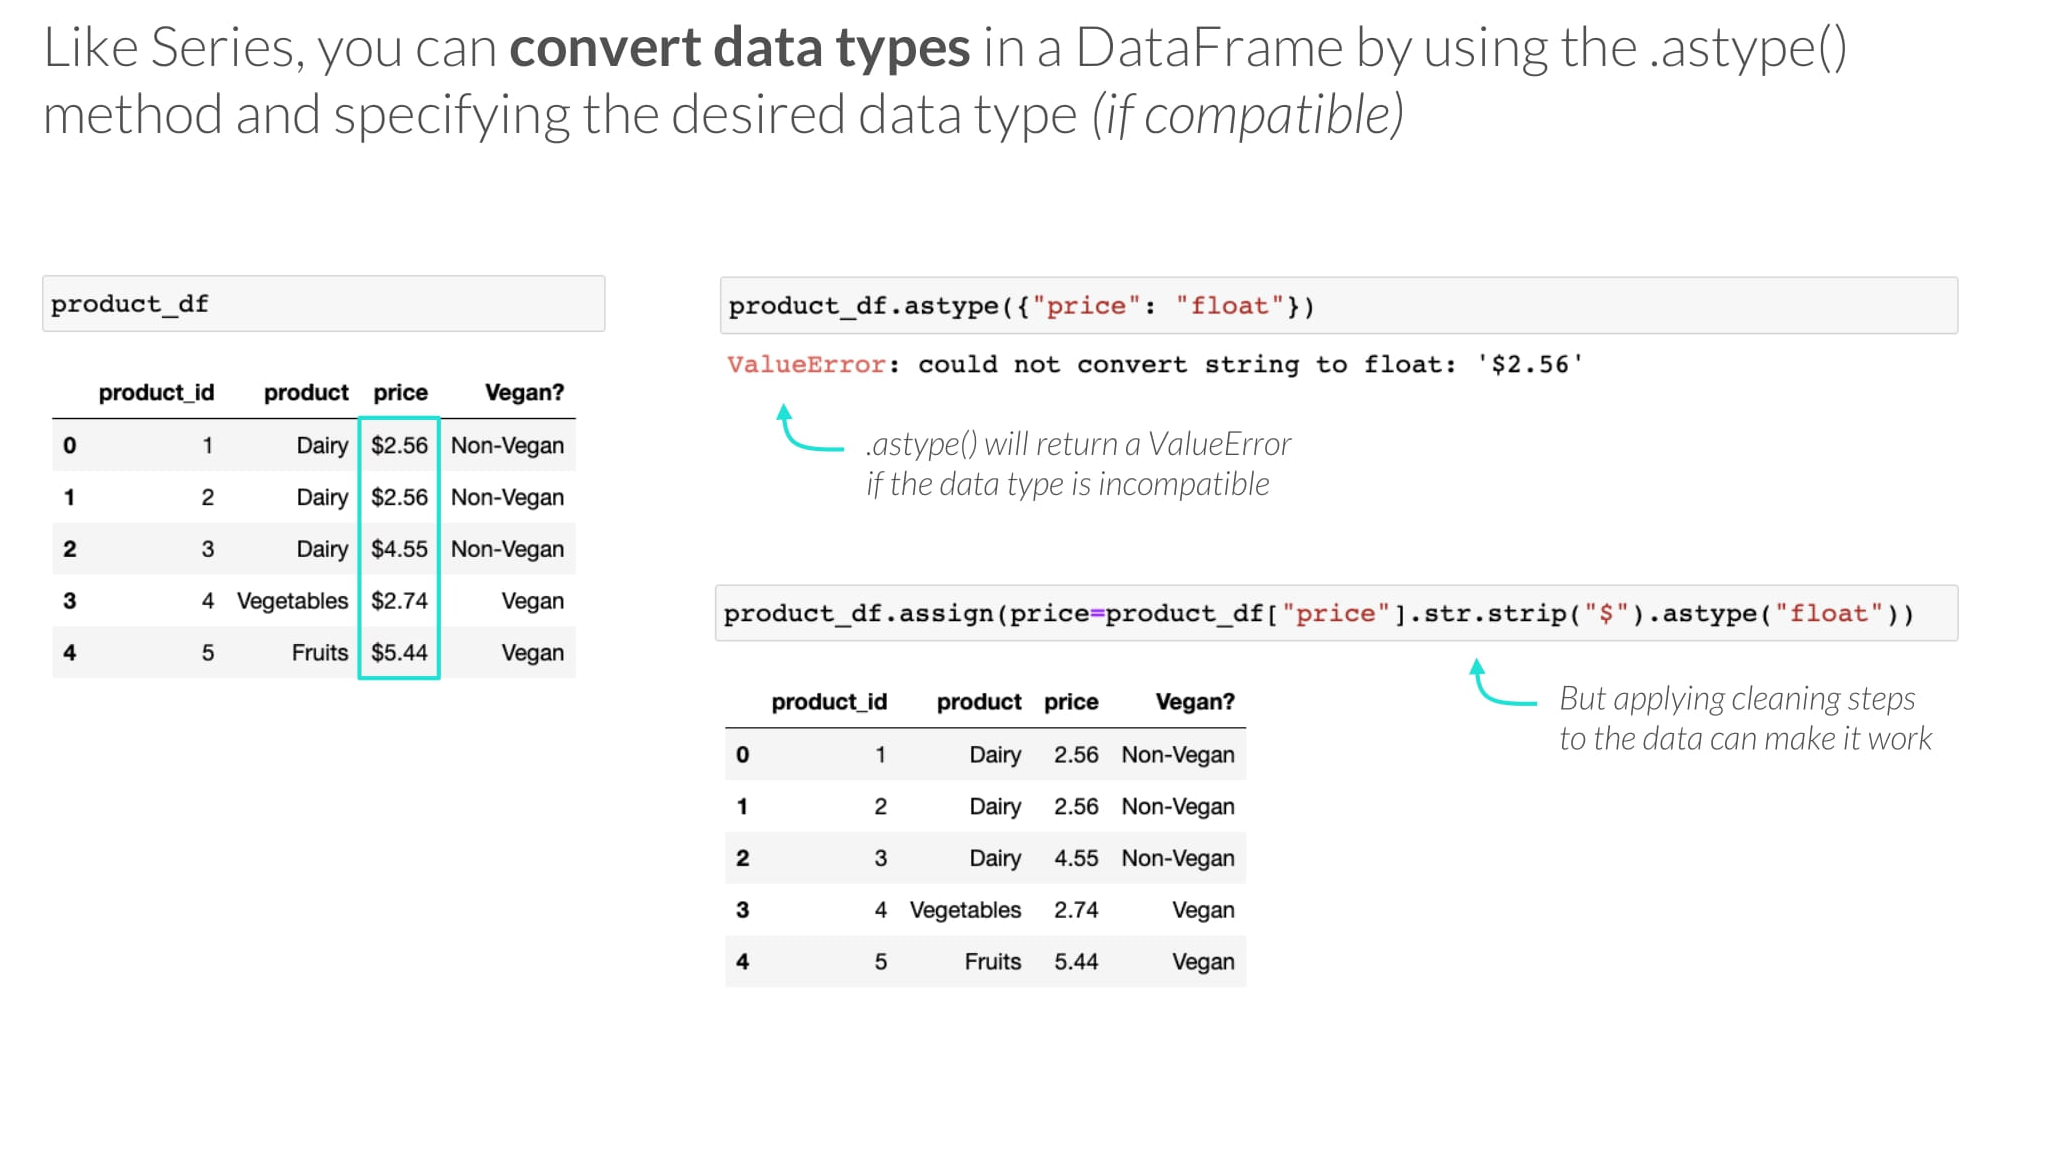 Like Series, you can convert data types in a DataFrame by using the .astype()
method and specifying the desired data type (if compatible)
product_df
product_id product price Vegan?
0 1 Dairy $2.56 Non-Vegan
1 2 Dairy $2.56 Non-Vegan
2 3 Dairy $4.55 Non-Vegan
3 4 Vegetables $2.74 Vegan
4 5 Fruits $5.44 Vegan
product_df.astype({"price": "float"})
ValueError: could not convert string to float: '$2.56'
.astype() will return a ValueError
if the data type is incompatible
product_df.assign(price=product_df["price"].str.strip("$").astype("float"))
But applying cleaning steps
to the data can make it work
product_id product price Vegan?
0 1 Dairy 2.56 Non-Vegan
1 2 Dairy 2.56 Non-Vegan
2 3 Dairy 4.55 Non-Vegan
3 4 Vegetables 2.74 Vegan
4 5 Fruits 5.44 Vegan